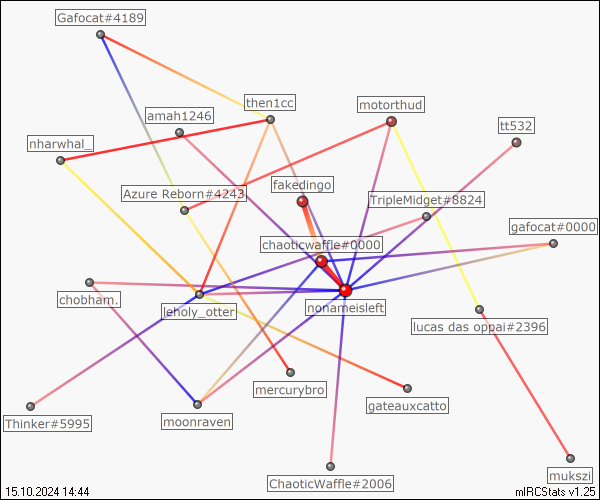 Gafocat#4189
then1cc
motorthud
amah1246
tt532
nharwhal_
fakedingo
Azure Reborn#4243
TripleMidget#8824
gafocat#0000
chaoticwaffle#0000
chobham.
leholy_otter
nonameisleft
lucas das oppai#2396
mercurybro
gateauxcatto
Thinker#5995
moonraven
ChaoticWaffle#2006
mukszi
15.10.2024 14:44
mIRCStats v1.25